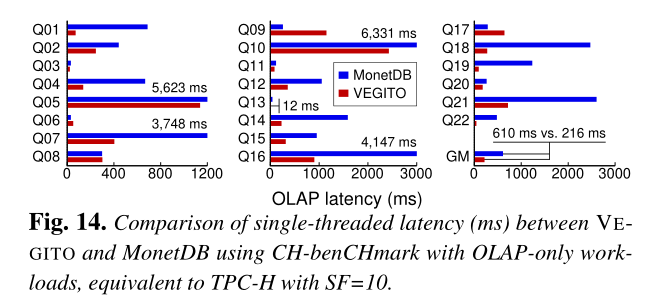 Q01
Q02
Q03
Q04
Q05
Q06
Q07
Q08
5,623 ms
3,748 ms
0 400 800 1200
Q09
Q10
Q11
Q12
Q13
Q14
Q15
Q16
6,331 ms
MonetDB
VEGITO
12 ms
4,147 ms
0 1000 2000 3000
Q17
Q18
Q19
Q20
Q21
Q22
GM
610 ms vs. 216 ms
0 1000 2000 3000
OLAP latency (ms)
Fig. 14. Comparison of single-threaded latency (ms) between VE-
GITO and MonetDB using CH-benCHmark with OLAP-only work-
loads, equivalent to TPC-H with SF=10.